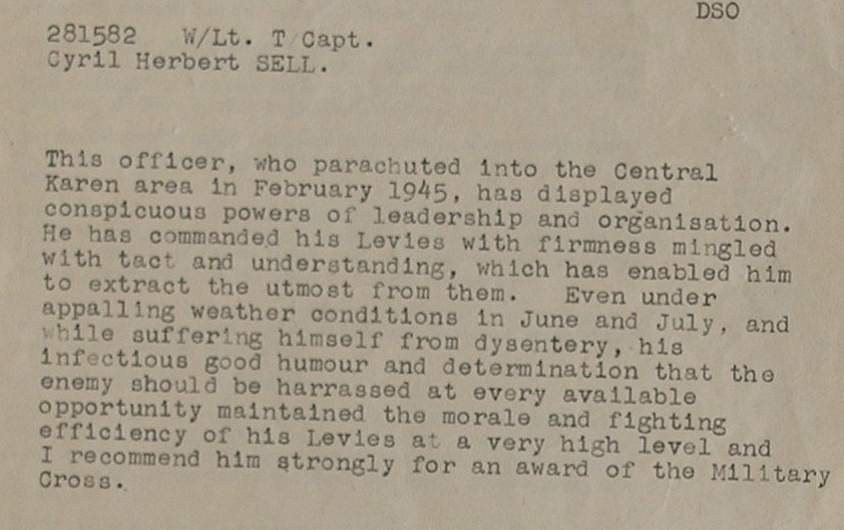 DSO
281582   W/Lt. T/Capt.
Cyril Herbert SELL.
This officer, who parachuted into the Central
Karen area in February 1945, has displayed
conspicuous powers of leadership and organisation.
He has commanded his Levies with firmness mingled
with tact and understanding, which has enabled him
to extract the utmost from them.   Even under
appalling weather conditions in June and July, and
while suffering himself from dysentery, his
infectious good humour and determination that the
enemy should be harrassed at every available
opportunity maintained the morale and fighting
efficiency of his Levies at a very high level and
I recommend him strongly for an award of the Military
Cross.